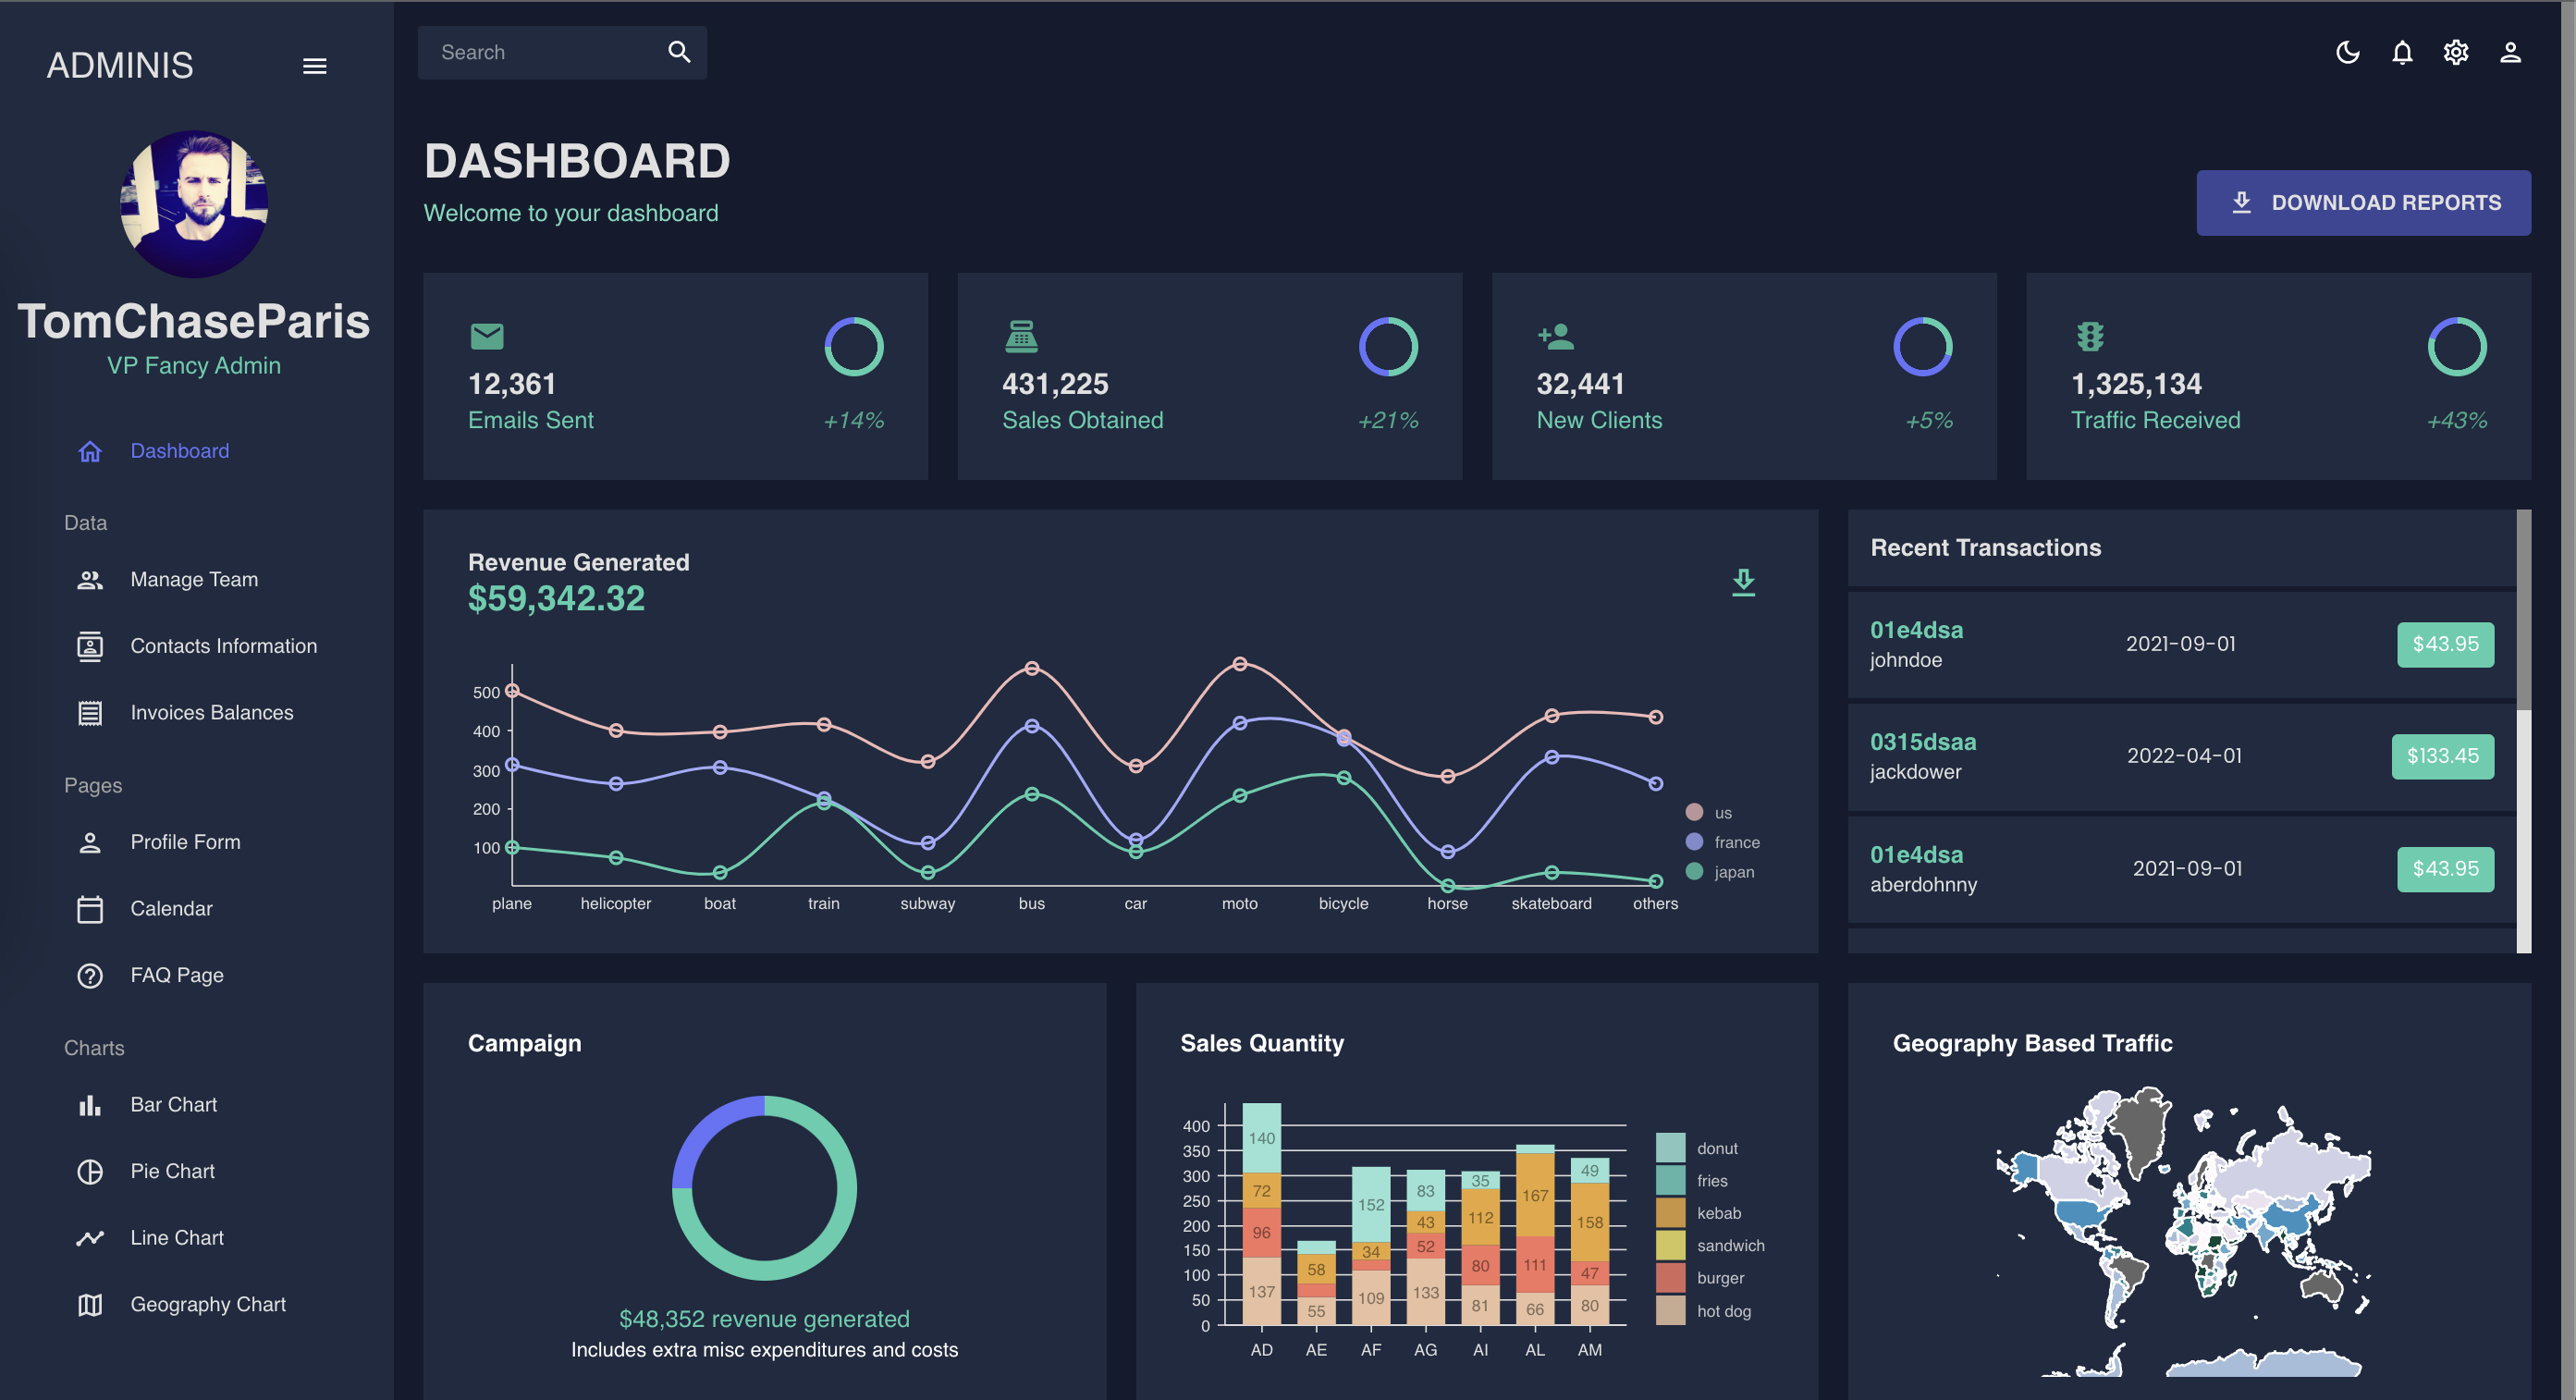 ADMINIS
TomChaseParis
VP Fancy Admin
Dashboard
Data
Manage Team
Contacts Information
Invoices Balances
Pages
Profile Form
Calendar
FAQ Page
Charts
Bar Chart
Pie Chart
Line Chart
Geography Chart
Search
DASHBOARD
Welcome to your dashboard
DOWNLOAD REPORTS
12,361
Emails Sent +14%
431,225
Sales Obtained +21%
32,441
New Clients +5%
1,325,134
Traffic Received +43%
Revenue Generated
$59,342.32
500
400
300
200
100
plane helicopter boat train subway bus car moto bicycle horse skateboard others
us
france
japan
Recent Transactions
01e4dsa
johndoe
2021-09-01
$43.95
0315dsaa
jackdower
2022-04-01
$133.45
01e4dsa
aberdohnny
2021-09-01
$43.95
Campaign
$48,352 revenue generated
Includes extra misc expenditures and costs
Sales Quantity
400
350
300
250
200
150
100
50
0
140
72
96
137
58
55
152
34
109
83
43
52
133
35
112
80
81
167
111
66
49
158
47
80
AD AE AF AG AI AL AM
donut
fries
kebab
sandwich
burger
hot dog
Geography Based Traffic